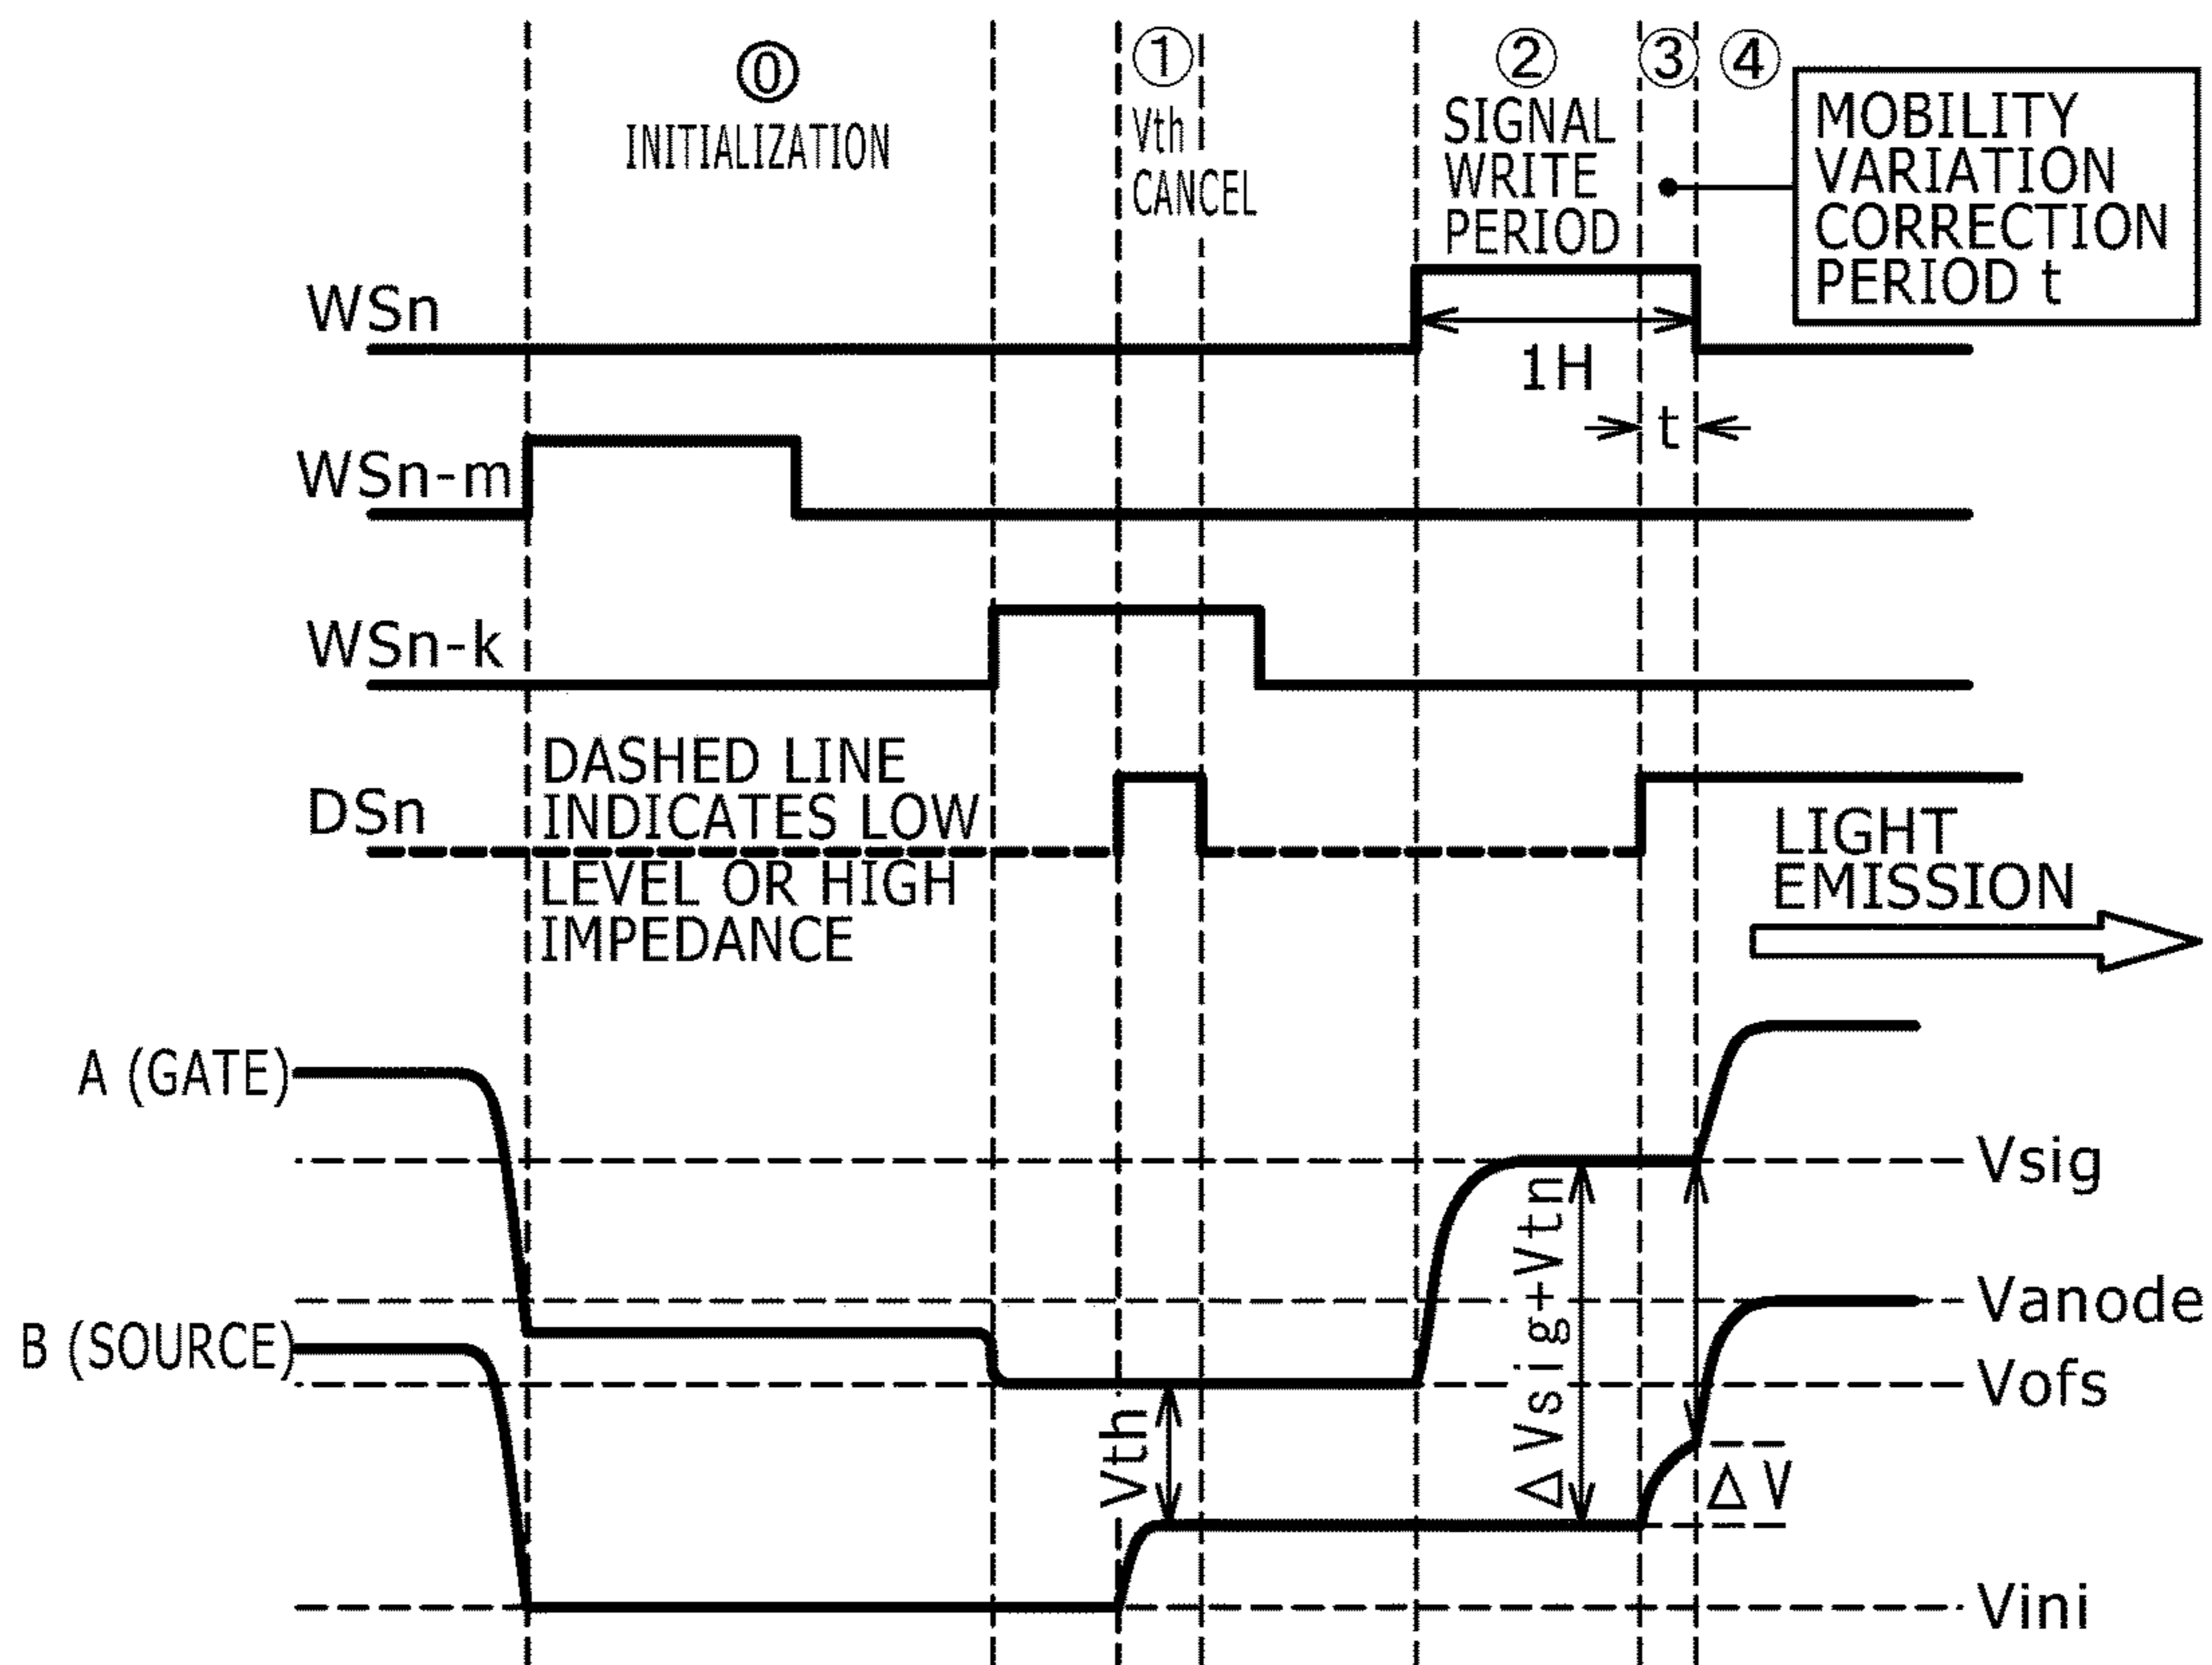 ⓪
INITIALIZATION
①
Vth
CANCEL
②
SIGNAL
WRITE
PERIOD
③
④
MOBILITY
VARIATION
CORRECTION
PERIOD t
WSn
1H
t
WSn-m
WSn-k
DSn
DASHED LINE
INDICATES LOW
LEVEL OR HIGH
IMPEDANCE
LIGHT
EMISSION
A (GATE)
Vsig
B (SOURCE)
Vanode
Vofs
Vth
ΔVsig+Vtn
ΔV
Vini